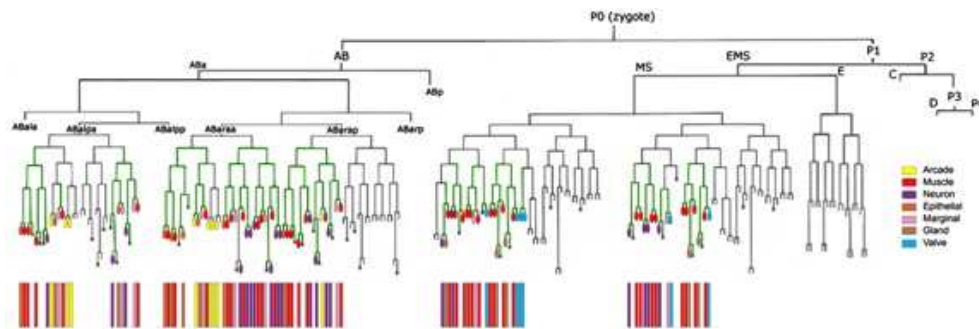 P0 (zygote)
AB
P1
ABa
EMS
P2
MS
E
C
ABp
P3
D
P
ABala
ABalpa
ABalpp
ABaraa
ABarap
ABarp
Arcade
Muscle
Neuron
Epithelial
Marginal
Gland
Valve